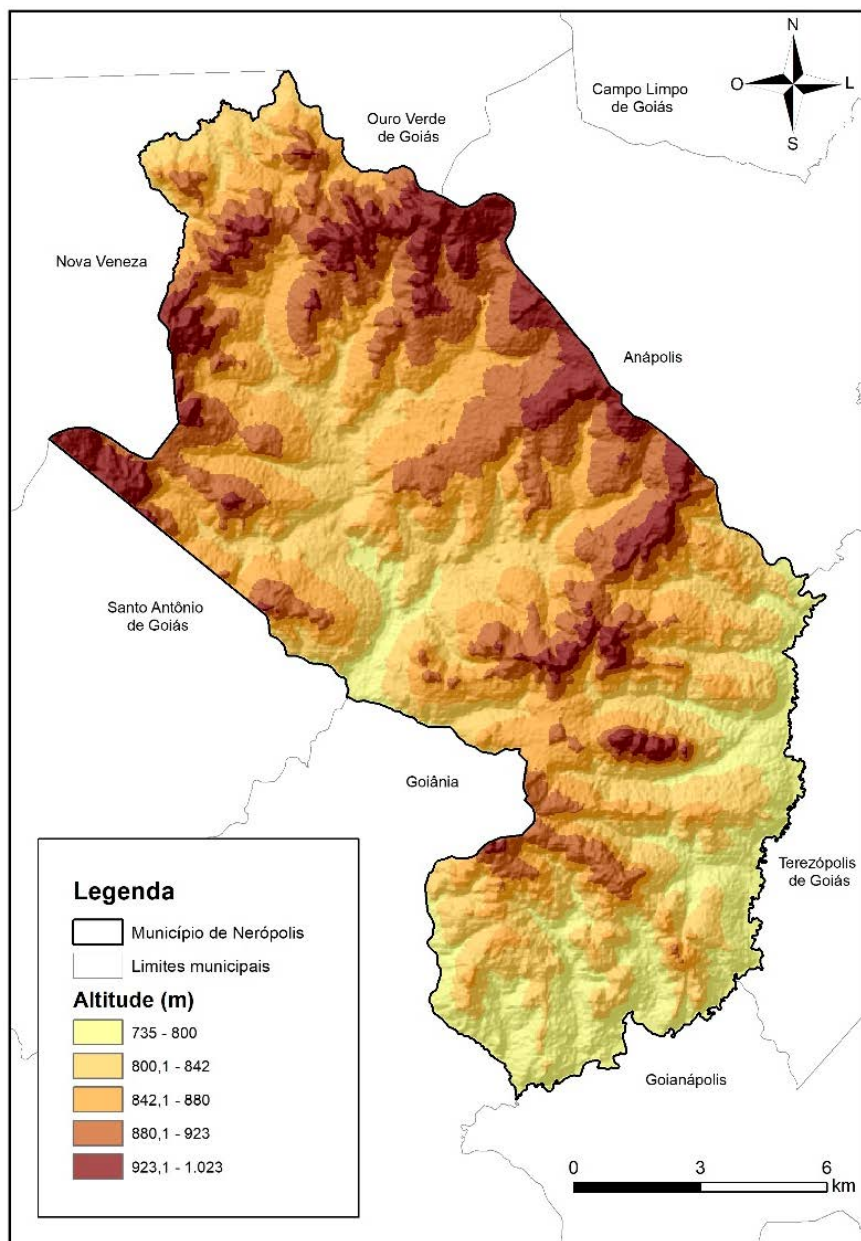 N
O
L
S
Campo Limpo
de Goiás
Ouro Verde
de Goiás
Nova Veneza
Anápolis
Santo Antônio
de Goiás
Goiânia
Terezópolis
de Goiás
Goianápolis
Legenda
Município de Nerópolis
Limites municipais
Altitude (m)
735 - 800
800,1 - 842
842,1 - 880
880,1 - 923
923,1 - 1.023
0 3 6
km